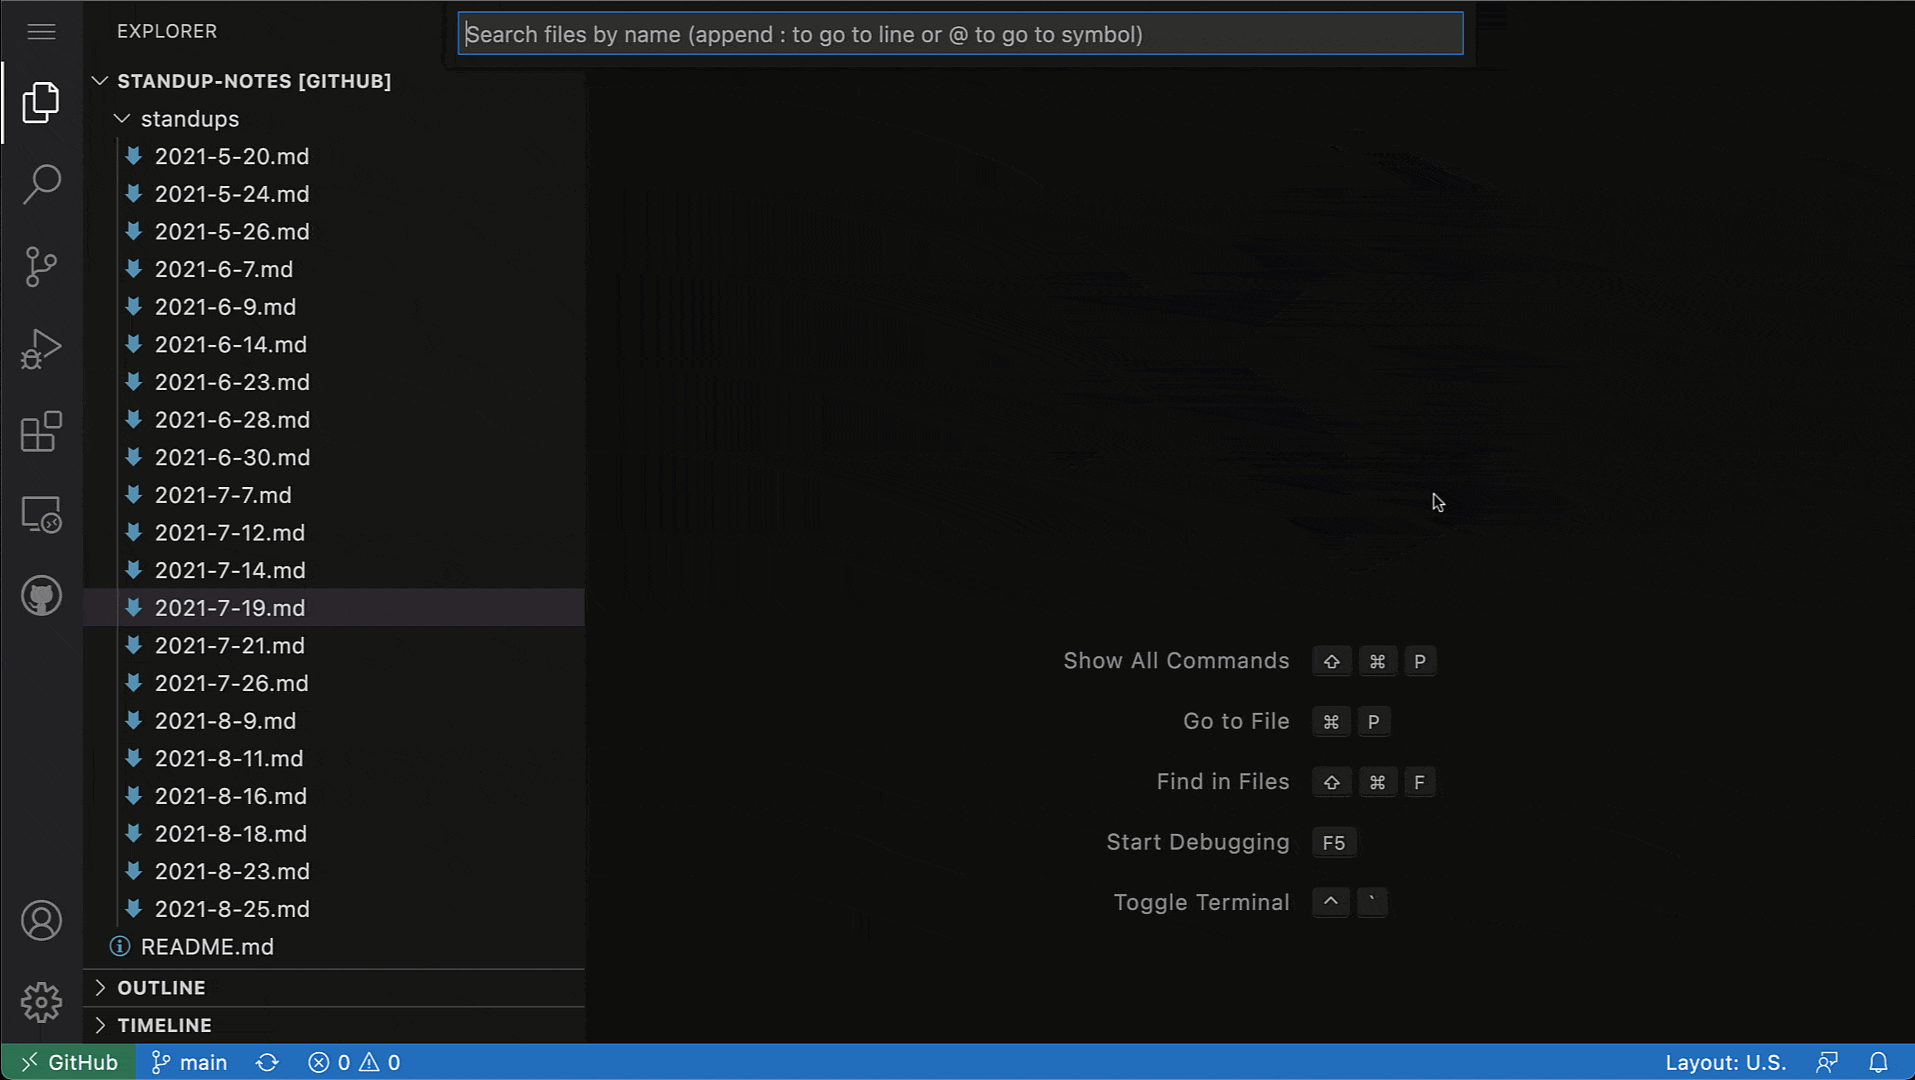 EXPLORER
Search files by name (append : to go to line or @ to go to symbol)
STANDUP-NOTES [GITHUB]
standups
2021-5-20.md
2021-5-24.md
2021-5-26.md
2021-6-7.md
2021-6-9.md
2021-6-14.md
2021-6-23.md
2021-6-28.md
2021-6-30.md
2021-7-7.md
2021-7-12.md
2021-7-14.md
2021-7-19.md
2021-7-21.md
2021-7-26.md
2021-8-9.md
2021-8-11.md
2021-8-16.md
2021-8-18.md
2021-8-23.md
2021-8-25.md
README.md
OUTLINE
TIMELINE
Show All Commands ⇧ ⌘ P
Go to File ⌘ P
Find in Files ⇧ ⌘ F
Start Debugging F5
Toggle Terminal ^ `
GitHub main 0 0 Layout: U.S.